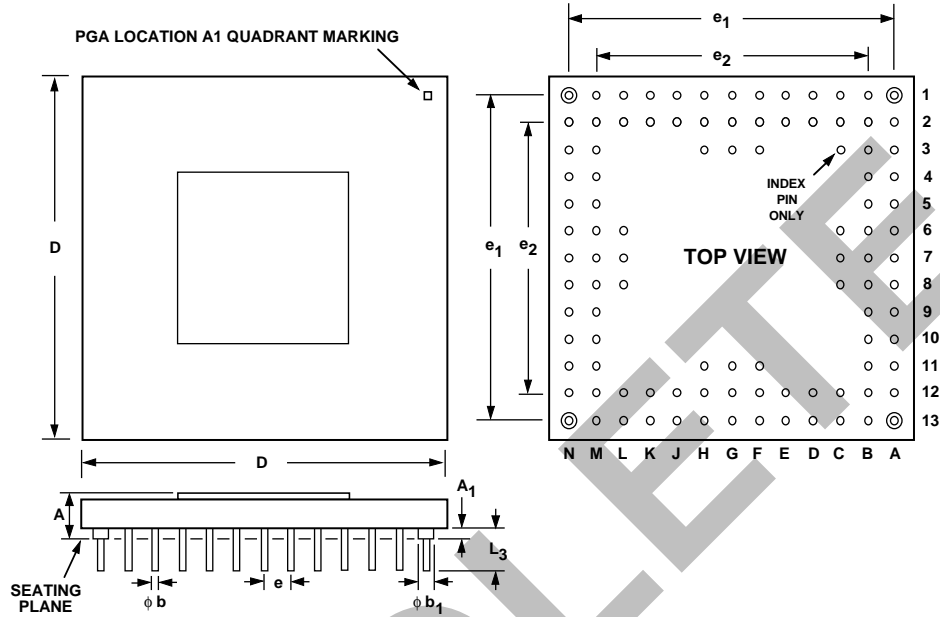 PGA LOCATION A1 QUADRANT MARKING
D
D
A
A1
L3
SEATING
PLANE
ϕ b
e
ϕ b1
e1
e2
e1
e2
TOP VIEW
INDEX
PIN
ONLY
1
2
3
4
5
6
7
8
9
10
11
12
13
N M L K J H G F E D C B A